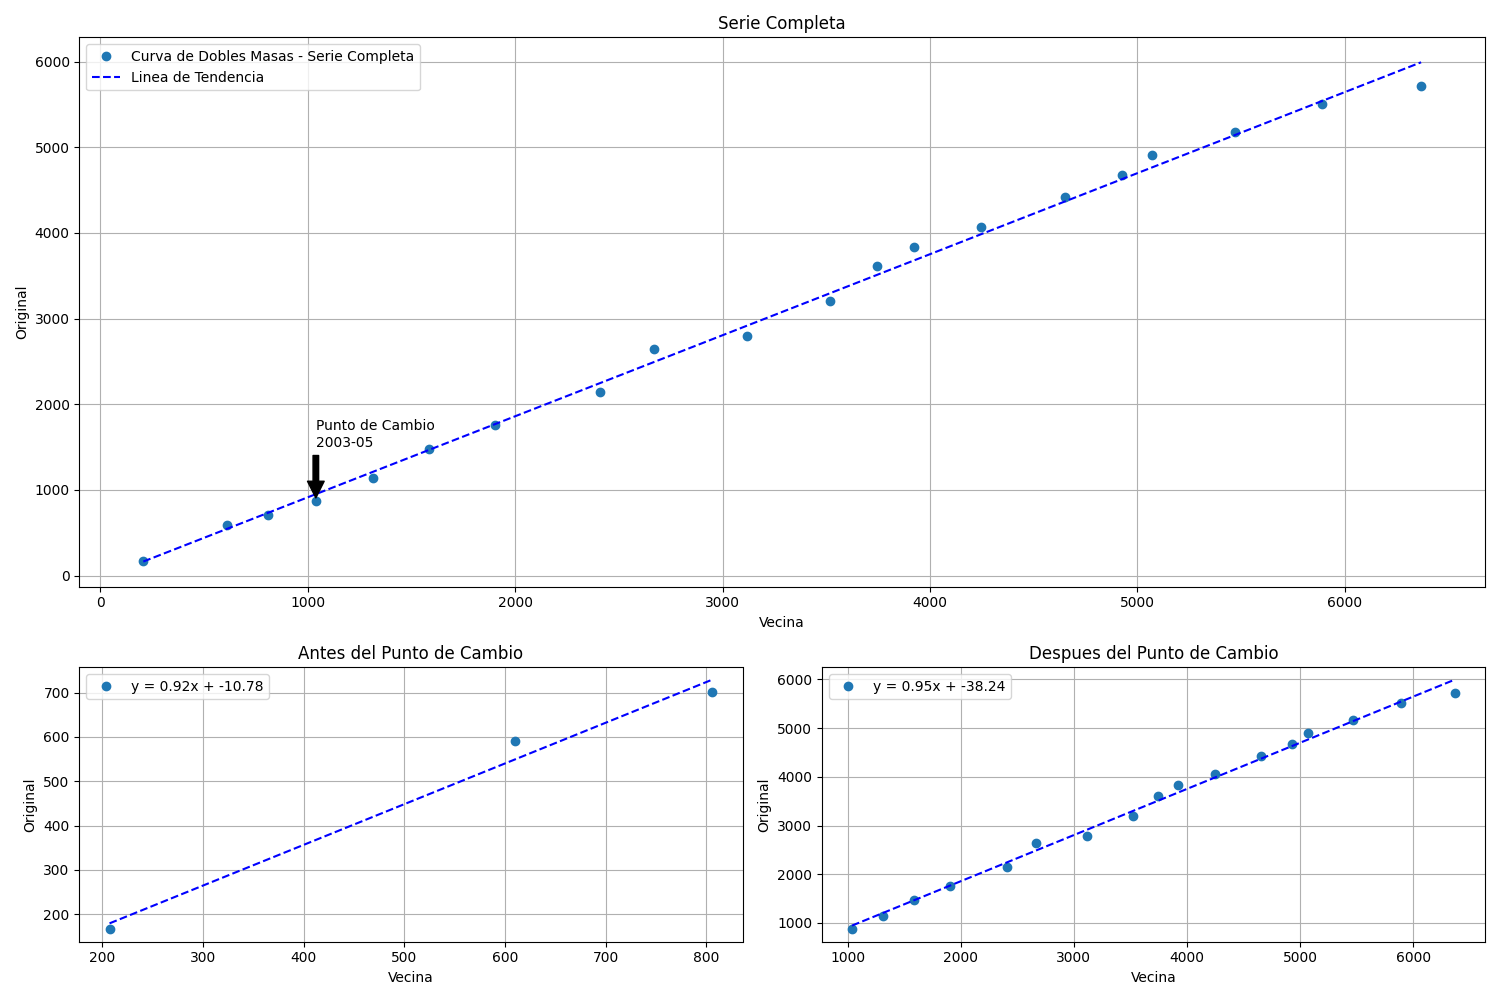 Serie Completa
Curva de Dobles Masas - Serie Completa
Linea de Tendencia
6000
5000
4000
3000
2000
1000
0
Original
Punto de Cambio
2003-05
0 1000 2000 3000 4000 5000 6000
Vecina
Antes del Punto de Cambio
y = 0.92x + -10.78
700
600
500
400
300
200
Original
200 300 400 500 600 700 800
Vecina
Despues del Punto de Cambio
y = 0.95x + -38.24
6000
5000
4000
3000
2000
1000
Original
1000 2000 3000 4000 5000 6000
Vecina